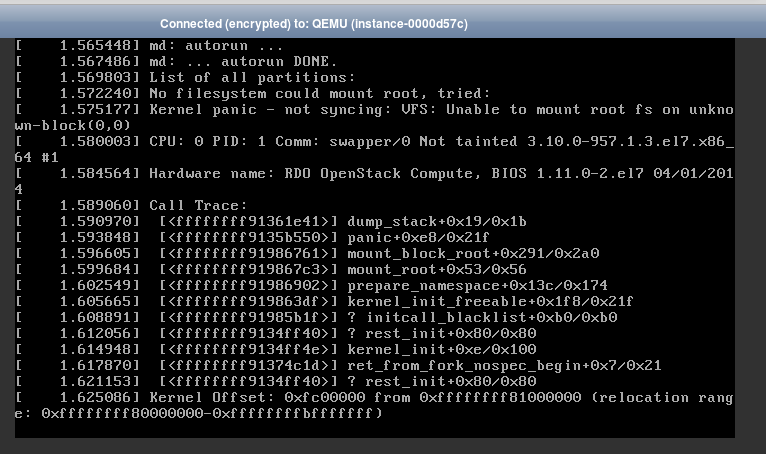 Connected (encrypted) to: QEMU (instance-0000d57c)
[    1.565448] md: autorun ...
[    1.567486] md: ... autorun DONE.
[    1.569803] List of all partitions:
[    1.572240] No filesystem could mount root, tried:
[    1.575177] Kernel panic - not syncing: VFS: Unable to mount root fs on unkno
wn-block(0,0)
[    1.580003] CPU: 0 PID: 1 Comm: swapper/0 Not tainted 3.10.0-957.1.3.el7.x86_
64 #1
[    1.584564] Hardware name: RDO OpenStack Compute, BIOS 1.11.0-2.el7 04/01/201
4
[    1.589060] Call Trace:
[    1.590970]  [<ffffffff91361e41>] dump_stack+0x19/0x1b
[    1.593848]  [<ffffffff9135b550>] panic+0xe8/0x21f
[    1.596605]  [<ffffffff91986761>] mount_block_root+0x291/0x2a0
[    1.599684]  [<ffffffff919867c3>] mount_root+0x53/0x56
[    1.602549]  [<ffffffff91986902>] prepare_namespace+0x13c/0x174
[    1.605665]  [<ffffffff919863df>] kernel_init_freeable+0x1f8/0x21f
[    1.608891]  [<ffffffff91985b1f>] ? initcall_blacklist+0xb0/0xb0
[    1.612056]  [<ffffffff9134ff40>] ? rest_init+0x80/0x80
[    1.614948]  [<ffffffff9134ff4e>] kernel_init+0xe/0x100
[    1.617870]  [<ffffffff91374c1d>] ret_from_fork_nospec_begin+0x7/0x21
[    1.621153]  [<ffffffff9134ff40>] ? rest_init+0x80/0x80
[    1.625086] Kernel Offset: 0xfc00000 from 0xffffffff81000000 (relocation rang
e: 0xffffffff80000000-0xffffffffbfffffff)